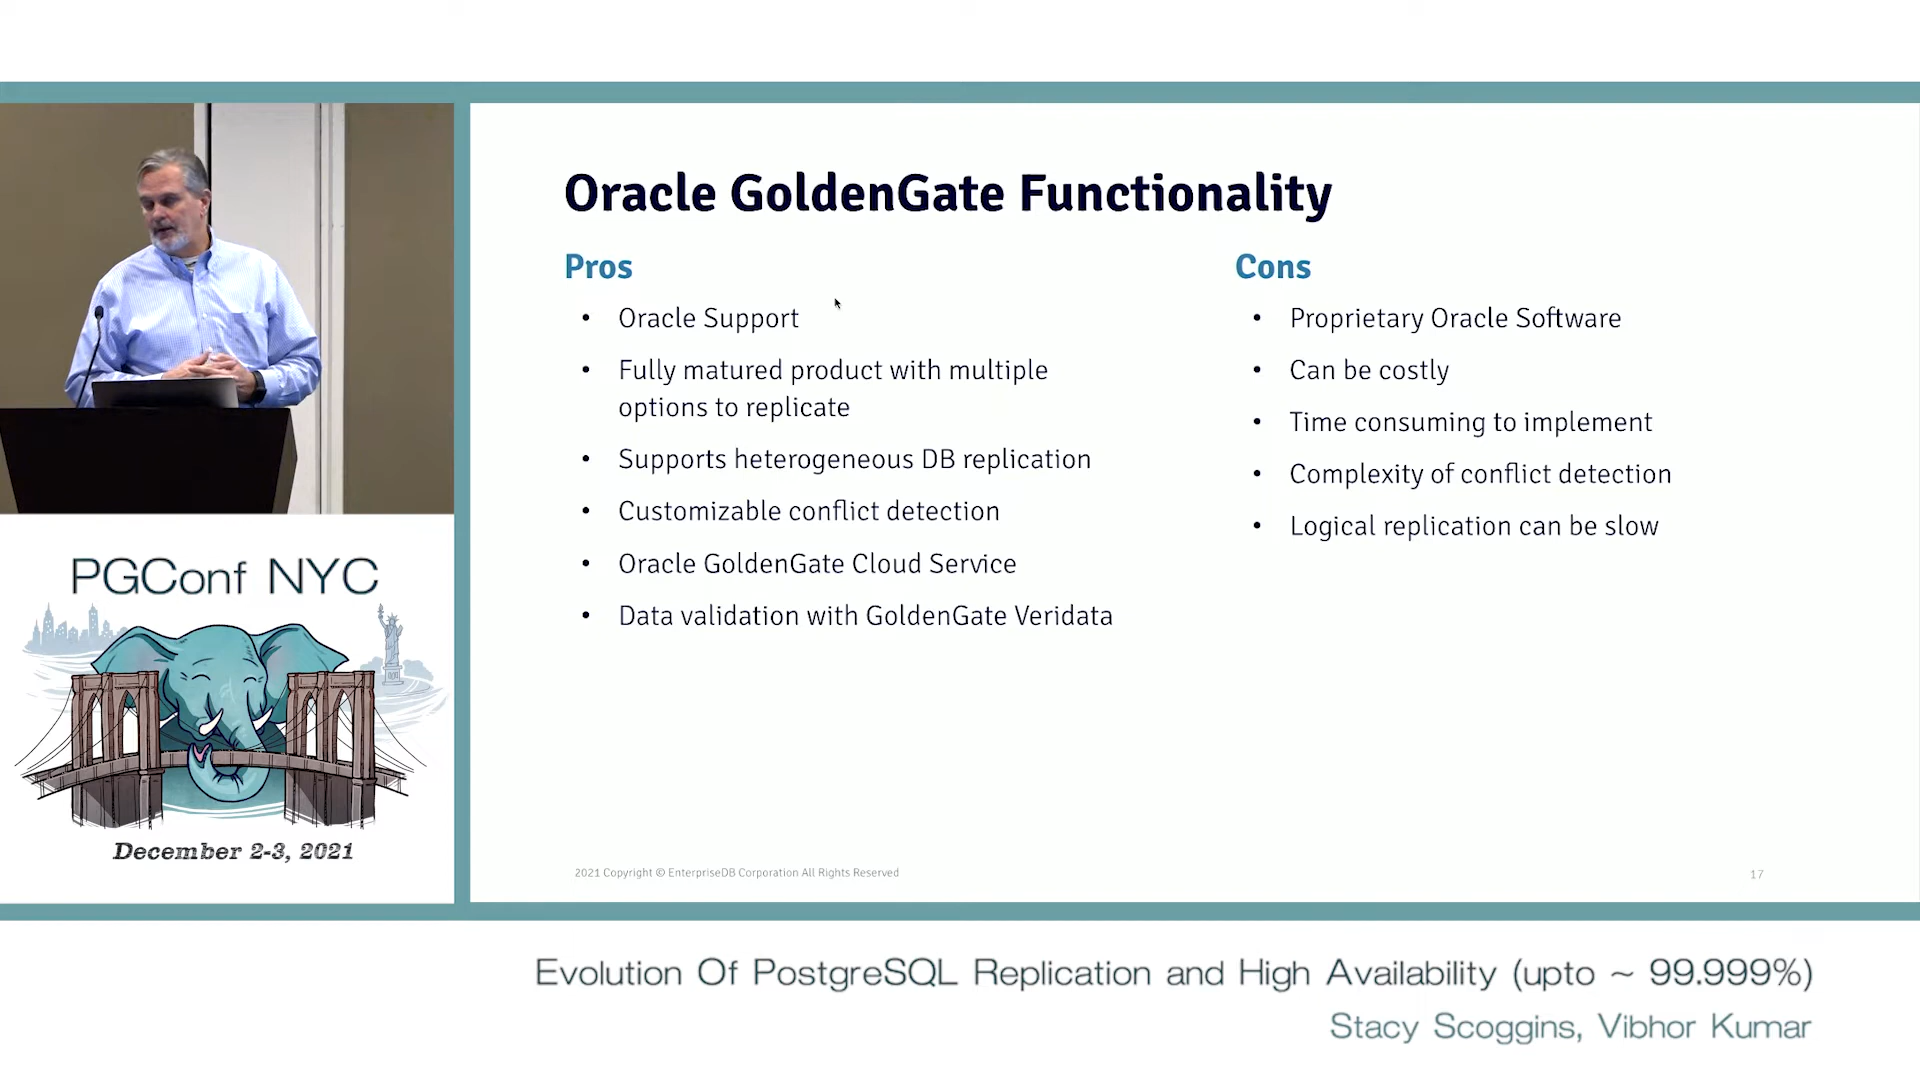 Oracle GoldenGate Functionality
Pros
• Oracle Support
• Fully matured product with multiple
options to replicate
• Supports heterogeneous DB replication
• Customizable conflict detection
• Oracle GoldenGate Cloud Service
• Data validation with GoldenGate Veridata
Cons
• Proprietary Oracle Software
• Can be costly
• Time consuming to implement
• Complexity of conflict detection
• Logical replication can be slow
2021 Copyright © EnterpriseDB Corporation All Rights Reserved
17
PGConf NYC
December 2-3, 2021
Evolution Of PostgreSQL Replication and High Availability (upto ~ 99.999%)
Stacy Scoggins, Vibhor Kumar